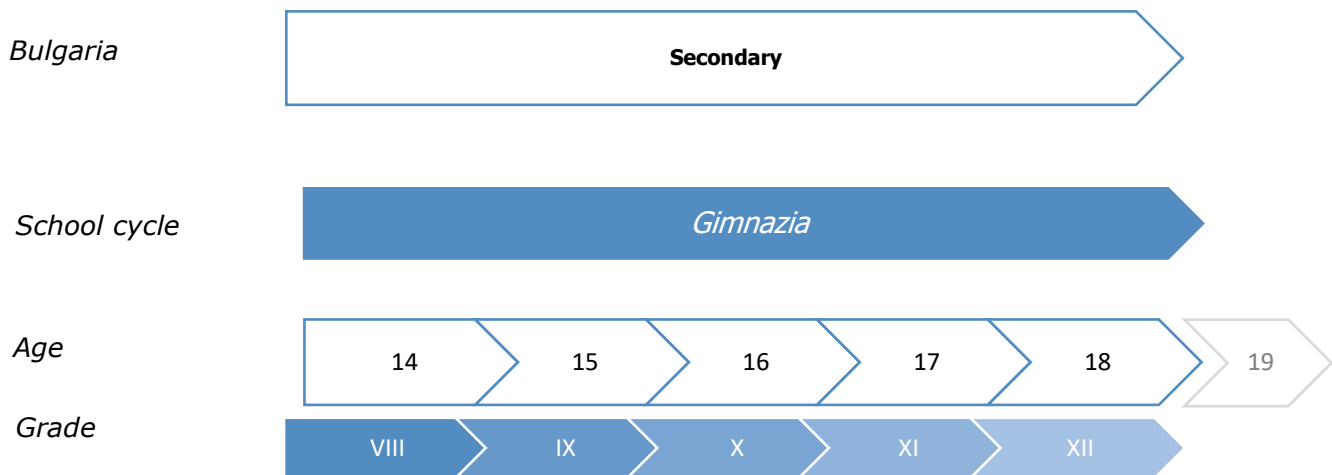 Bulgaria
Secondary
School cycle
Gimnazia
Age
14 15 16 17 18 19
Grade
VIII IX X XI XII